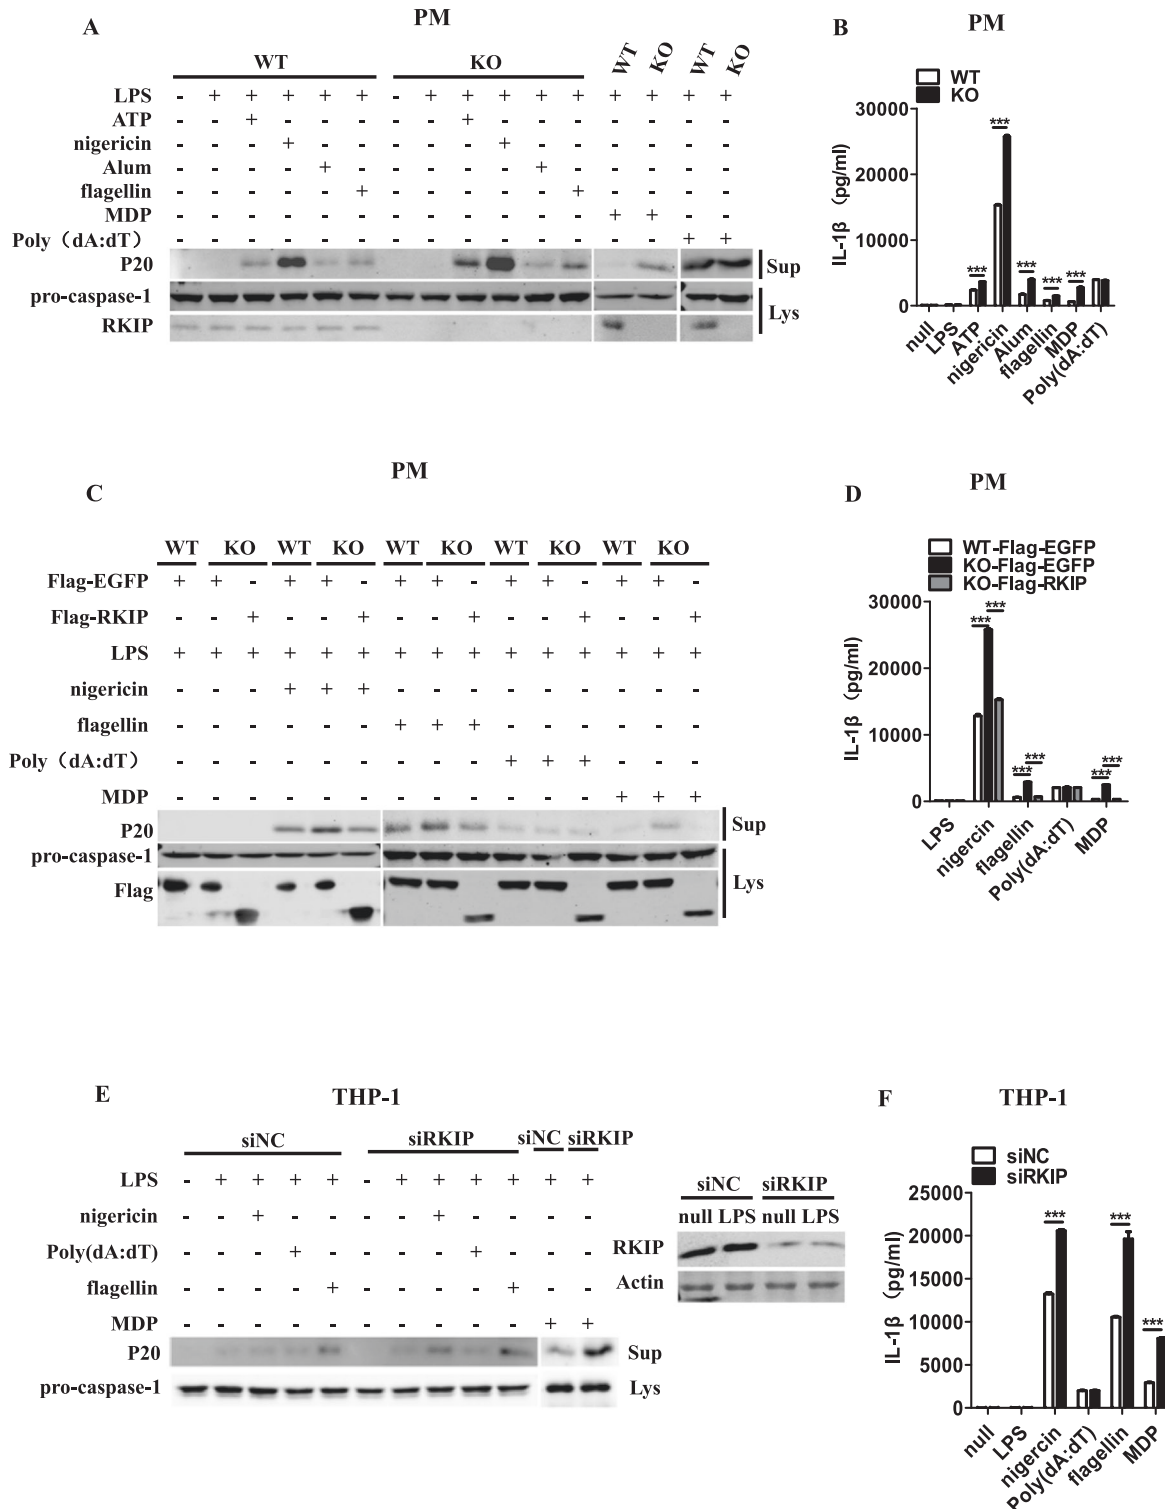 A
PM
WT KO WT KO WT KO
LPS - + + + + + - + + + + + + + + +
ATP - - + - - - - - + - - - - - - -
nigericin - - - + - - - - - + - - - - - -
Alum - - - - + - - - - - + - - - - -
flagellin - - - - - + - - - - - + - - - -
MDP - - - - - - - - - - - - + + - -
Poly（dA:dT） - - - - - - - - - - - - - - + +
P20 Sup
pro-caspase-1
RKIP Lys
B
PM
WT
KO
IL-1β（pg/ml）
30000
20000
10000
0
*** *** *** *** ***
null LPS ATP nigericin Alum flagellin MDP Poly(dA:dT)
C
PM
WT KO WT KO WT KO WT KO WT KO
Flag-EGFP + + - + + - + + - + + - + + -
Flag-RKIP - - + - - + - - + - - + - - +
LPS + + + + + + + + + + + + + + +
nigericin - - - + + + - - - - - - - - -
flagellin - - - - - - + + + - - - - - -
Poly（dA:dT） - - - - - - - - - + + + - - -
MDP - - - - - - - - - - - - + + +
P20 Sup
pro-caspase-1
Flag Lys
D
PM
WT-Flag-EGFP
KO-Flag-EGFP
KO-Flag-RKIP
IL-1β（pg/ml）
30000
20000
10000
0
*** *** *** *** *** ***
LPS nigercin flagellin Poly(dA:dT) MDP
E
THP-1
siNC siRKIP siNC siRKIP
LPS - + + + + - + + + + + +
nigericin - - + - - - - + - - - -
Poly(dA:dT) - - - + - - - - + - - -
flagellin - - - - + - - - - + - -
MDP - - - - - - - - - - + +
P20 Sup
pro-caspase-1 Lys
siNC siRKIP
null LPS null LPS
RKIP
Actin
F
THP-1
siNC
siRKIP
IL-1β（pg/ml）
25000
20000
15000
10000
5000
0
*** *** ***
null LPS nigercin Poly(dA:dT) flagellin MDP